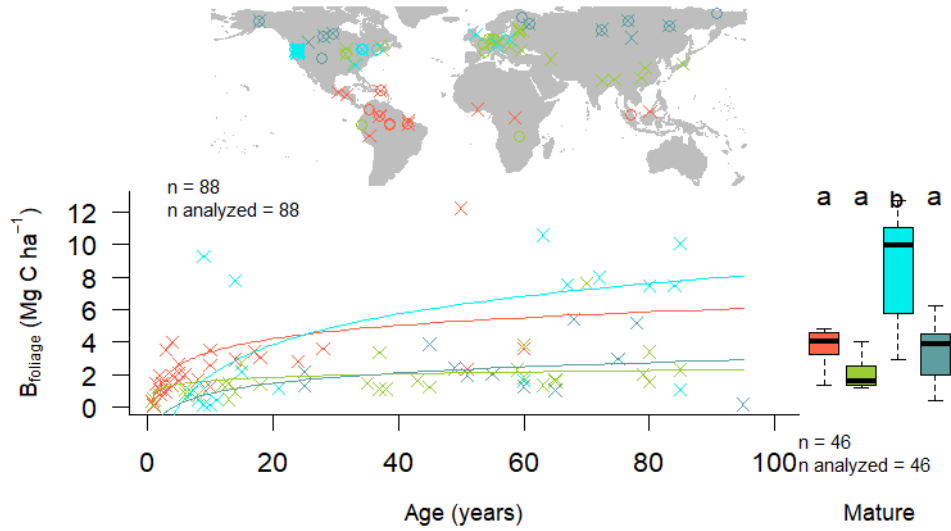 n = 88
n analyzed = 88
B foliage (Mg C ha⁻¹)
12
10
8
6
4
2
0
0 20 40 60 80 100
Age (years)
a a b a
n = 46
n analyzed = 46
Mature